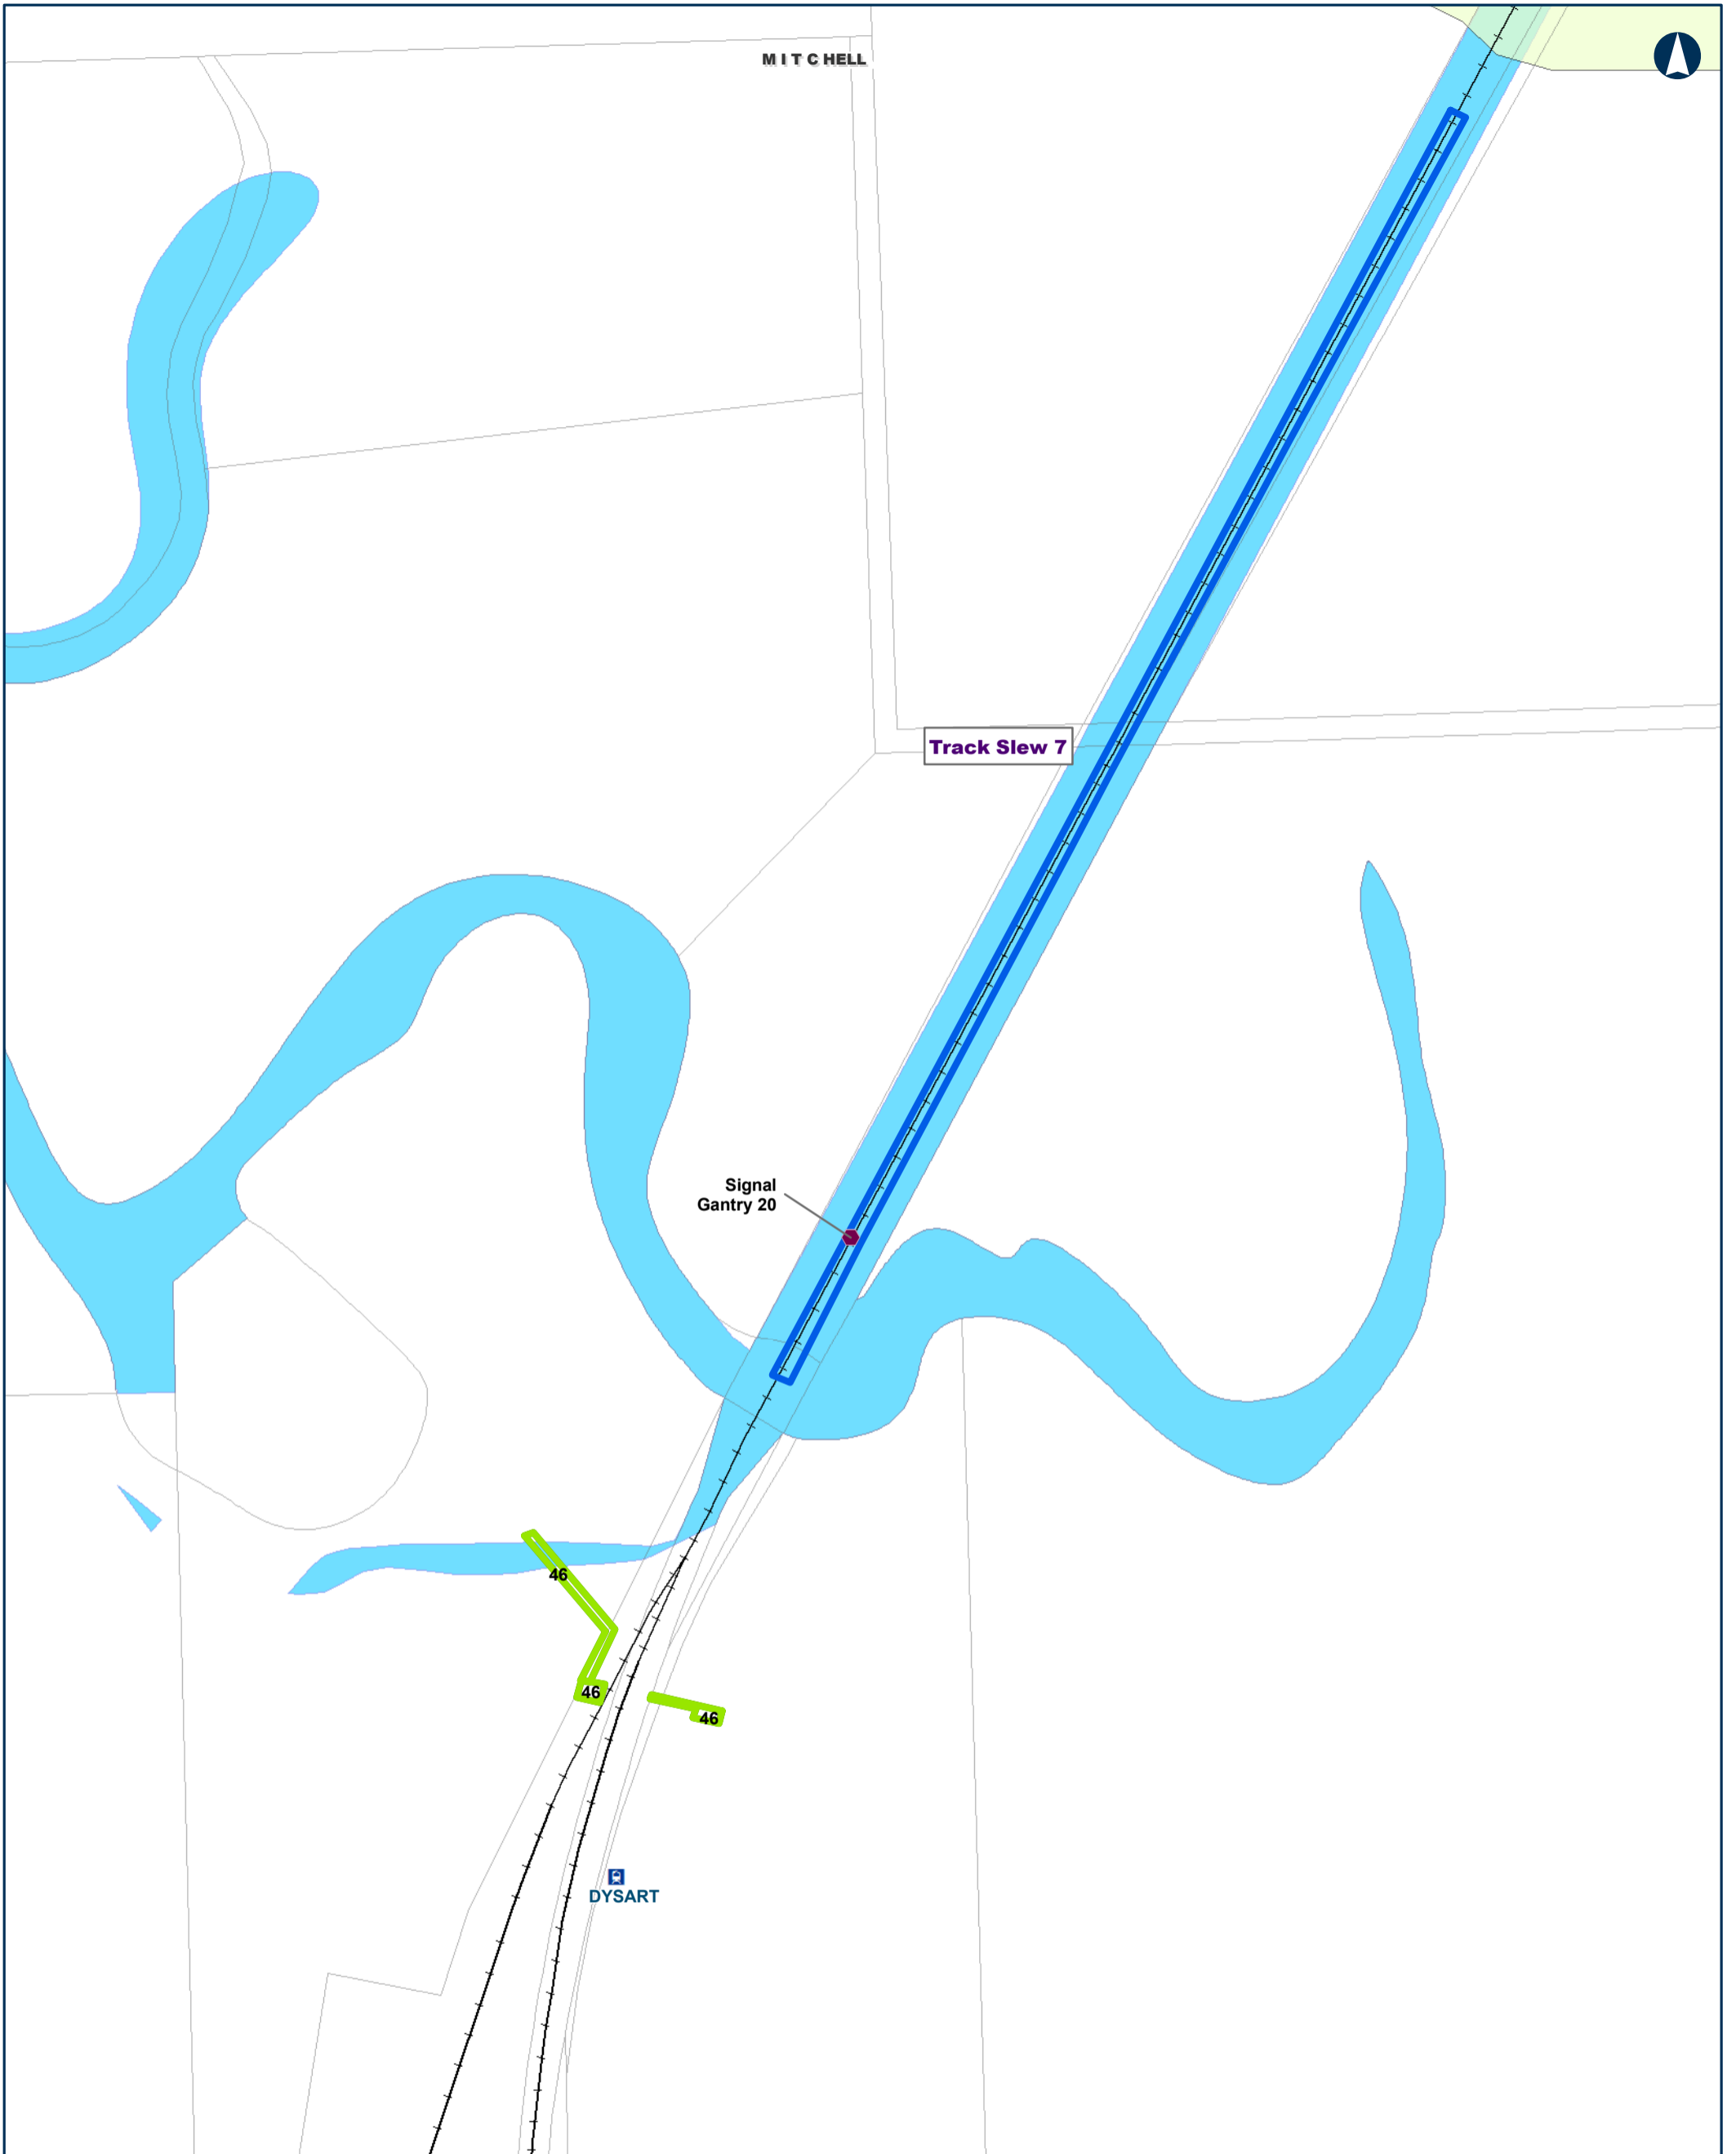 MITCHELL
Track Slew 7
Signal
Gantry 20
46
46
46
DYSART